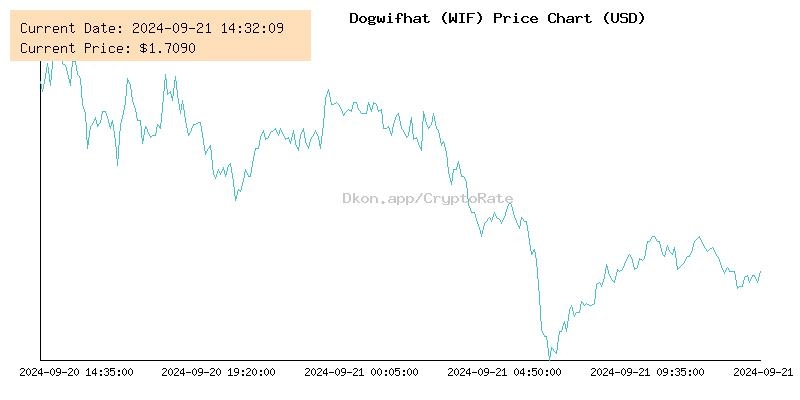 Dogwifhat (WIF) Price Chart (USD)
Current Date: 2024-09-21 14:32:09
Current Price: $1.7090
Dkon.app/CryptoRate
2024-09-20 14:35:00 2024-09-20 19:20:00 2024-09-21 00:05:00 2024-09-21 04:50:00 2024-09-21 09:35:00 2024-09-21